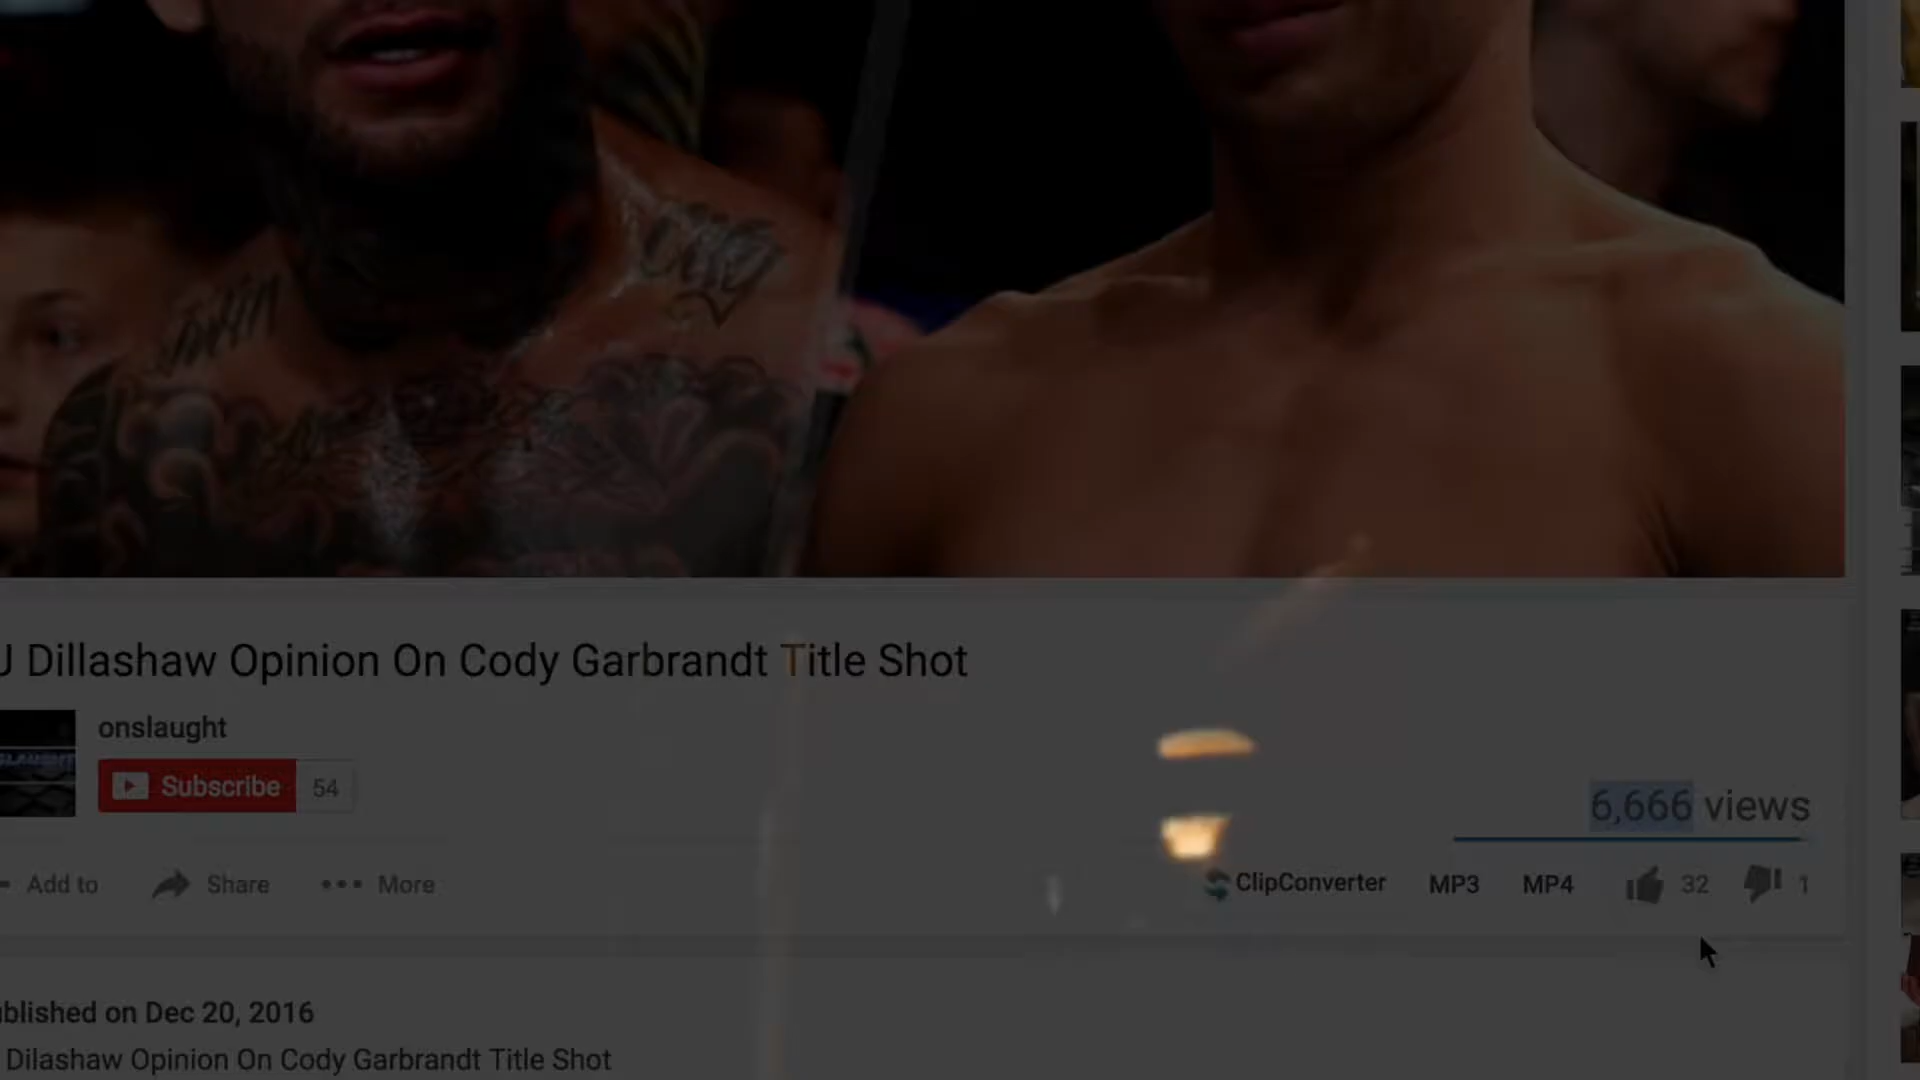 J Dillashaw Opinion On Cody Garbrandt Title Shot
onslaught
Subscribe 54
6,666 views
Add to Share More
ClipConverter MP3 MP4 32 1
blished on Dec 20, 2016
Dilashaw Opinion On Cody Garbrandt Title Shot